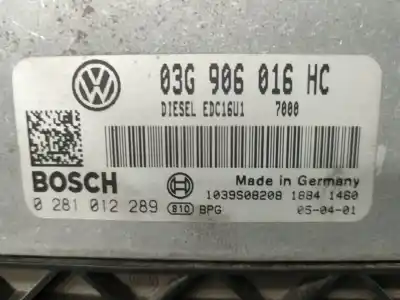 03G 906 016 HC
DIESEL EDC16U1 7000
BOSCH
Made in Germany
0 281 012 289 810 BPG
1039S08208 1884 1460
05-04-01